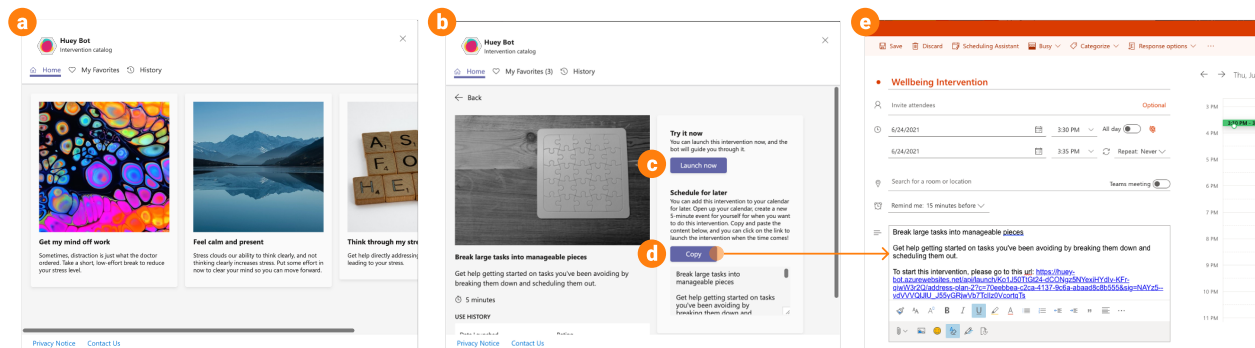 a
Huey Bot
Intervention catalog
Home
My Favorites
History
Get my mind off work
Sometimes, distraction is just what the doctor
ordered. Take a short, low-effort break to reduce
your stress level.
Feel calm and present
Stress clouds our ability to think clearly, and not
thinking clearly increases stress. Put some effort in
now to clear your mind so you can move forward.
Think through my stre
Get help directly addressing
leading to your stress.
Privacy Notice
Contact Us
b
Huey Bot
Intervention catalog
Home
My Favorites (3)
History
Back
Break large tasks into manageable pieces
Get help getting started on tasks you've been avoiding by
breaking them down and scheduling them out.
5 minutes
USE HISTORY
Date Launched
Rating
Try it now
You can launch this intervention now, and the
bot will guide you through it.
c
Launch now
Schedule for later
You can add this intervention to your calendar
for later. Open up your calendar, create a new
5-minute event for yourself for when you want
to do this intervention. Copy and paste the
content below, and you can click on the link to
launch the intervention when the time comes!
d
Copy
Break large tasks into
manageable pieces
Get help getting started on tasks
you've been avoiding by
breaking them down and
Privacy Notice
Contact Us
e
Save
Discard
Scheduling Assistant
Busy
Categorize
Response options
Wellbeing Intervention
Invite attendees
Optional
6/24/2021
3:30 PM
All day
6/24/2021
3:35 PM
Repeat: Never
Search for a room or location
Teams meeting
Remind me: 15 minutes before
Break large tasks into manageable pieces
Get help getting started on tasks you've been avoiding by breaking them down and
scheduling them out.
To start this intervention, please go to this url: https://huey-
Thu, Ju
3 PM
4 PM
5 PM
6 PM
7 PM
8 PM
9 PM
10 PM
11 PM